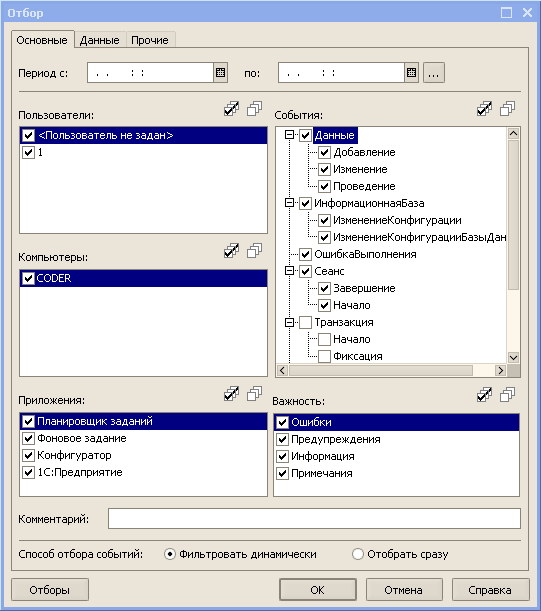 Отбор
Основные Данные Прочие
Период с: . . : : по: . . : : ...
Пользователи:
<Пользователь не задан>
1
Компьютеры:
CODER
События:
Данные
Добавление
Изменение
Проведение
ИнформационнаяБаза
ИзменениеКонфигурации
ИзменениеКонфигурацииБазыДан
ОшибкаВыполнения
Сеанс
Завершение
Начало
Транзакция
Начало
Фиксация
Приложения:
Планировщик заданий
Фоновое задание
Конфигуратор
1С:Предприятие
Важность:
Ошибки
Предупреждения
Информация
Примечания
Комментарий:
Способ отбора событий: Фильтровать динамически Отобрать сразу
Отборы ОК Отмена Справка